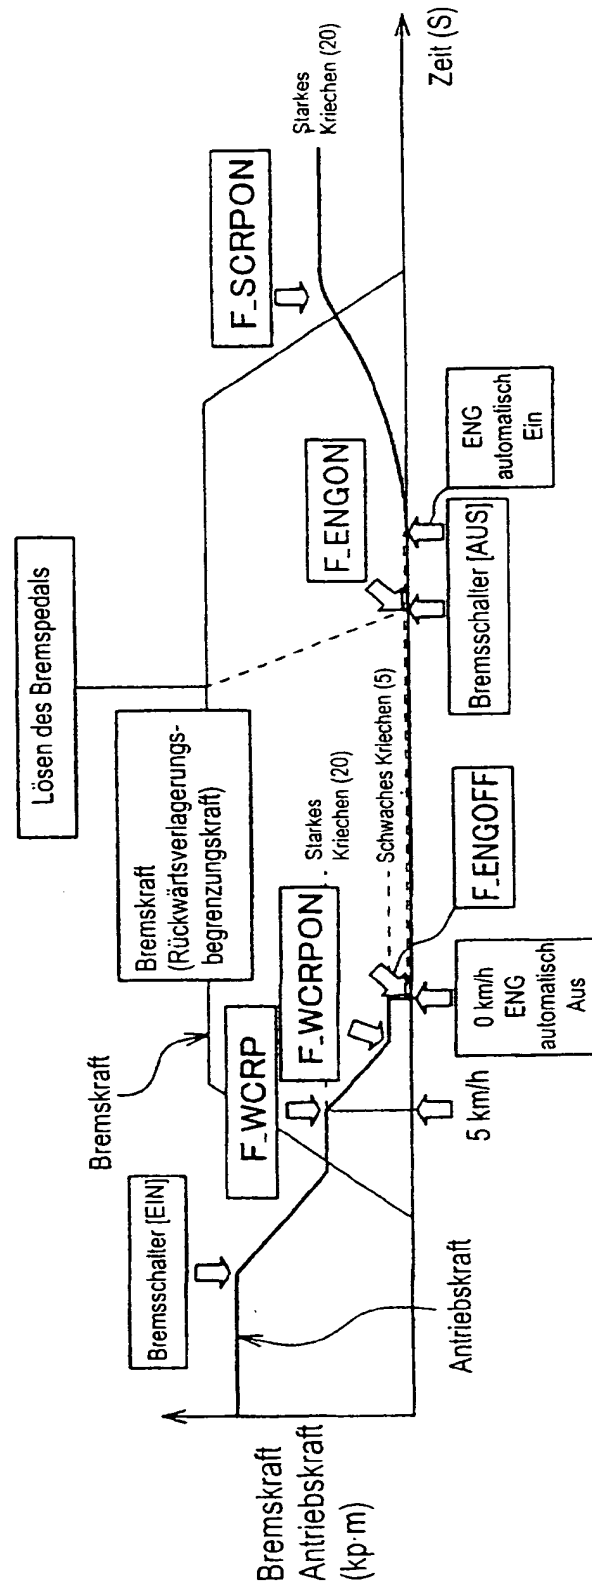 Bremskraft
Antriebskraft
(kp·m)
Bremsschalter [EIN]
Antriebskraft
Bremskraft
F_WCRP
5 km/h
F_WCRPON
Starkes
Kriechen (20)
Bremskraft
(Rückwärtsverlagerungs-
begrenzungskraft)
0 km/h
ENG
automatisch
Aus
F_ENGOFF
Schwaches Kriechen (5)
Lösen des Bremspedals
F_ENGON
Bremsschalter [AUS]
ENG
automatisch
Ein
F_SCRPON
Starkes
Kriechen (20)
Zeit (S)